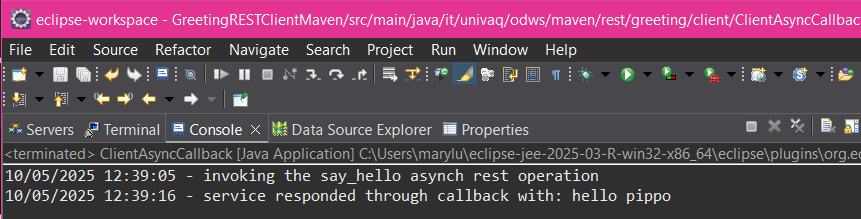 eclipse-workspace - GreetingRESTClientMaven/src/main/java/it/univaq/odws/maven/rest/greeting/client/ClientAsyncCallbac
File Edit Source Refactor Navigate Search Project Run Window Help
Servers Terminal Console Data Source Explorer Properties
<terminated> ClientAsyncCallback [Java Application] C:\Users\marylu\eclipse-jee-2025-03-R-win32-x86_64\eclipse\plugins\org.e
10/05/2025 12:39:05 - invoking the say_hello asynch rest operation
10/05/2025 12:39:16 - service responded through callback with: hello pippo